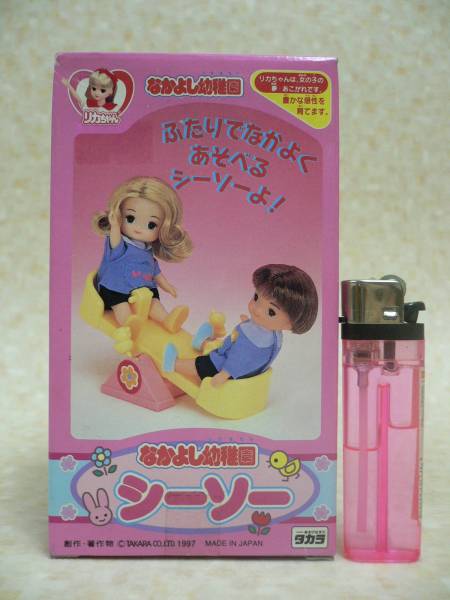 リカちゃん
なかよし幼稚園
リカちゃんは、女の子の
夢 あこがれです。
豊かな感性を
育てます。
ふたりでなかよく
あそべる
シーソーよ!
なかよし幼稚園
シーソー
創作・著作物 ©TAKARA CO.,LTD. 1997 MADE IN JAPAN
タカラ